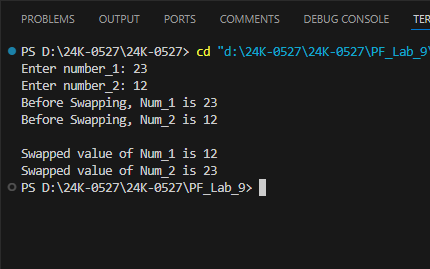 PROBLEMS OUTPUT PORTS COMMENTS DEBUG CONSOLE
PS D:\24K-0527\24K-0527> cd "d:\24K-0527\24K-0527\PF_Lab_9\
Enter number_1: 23
Enter number_2: 12
Before Swapping, Num_1 is 23
Before Swapping, Num_2 is 12
Swapped value of Num_1 is 12
Swapped value of Num_2 is 23
PS D:\24K-0527\24K-0527\PF_Lab_9>